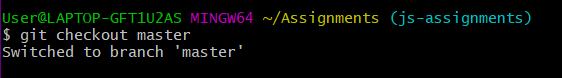 User@LAPTOP-GFT1U2AS MINGW64 ~/Assignments (js-assignments)
$ git checkout master
Switched to branch 'master'